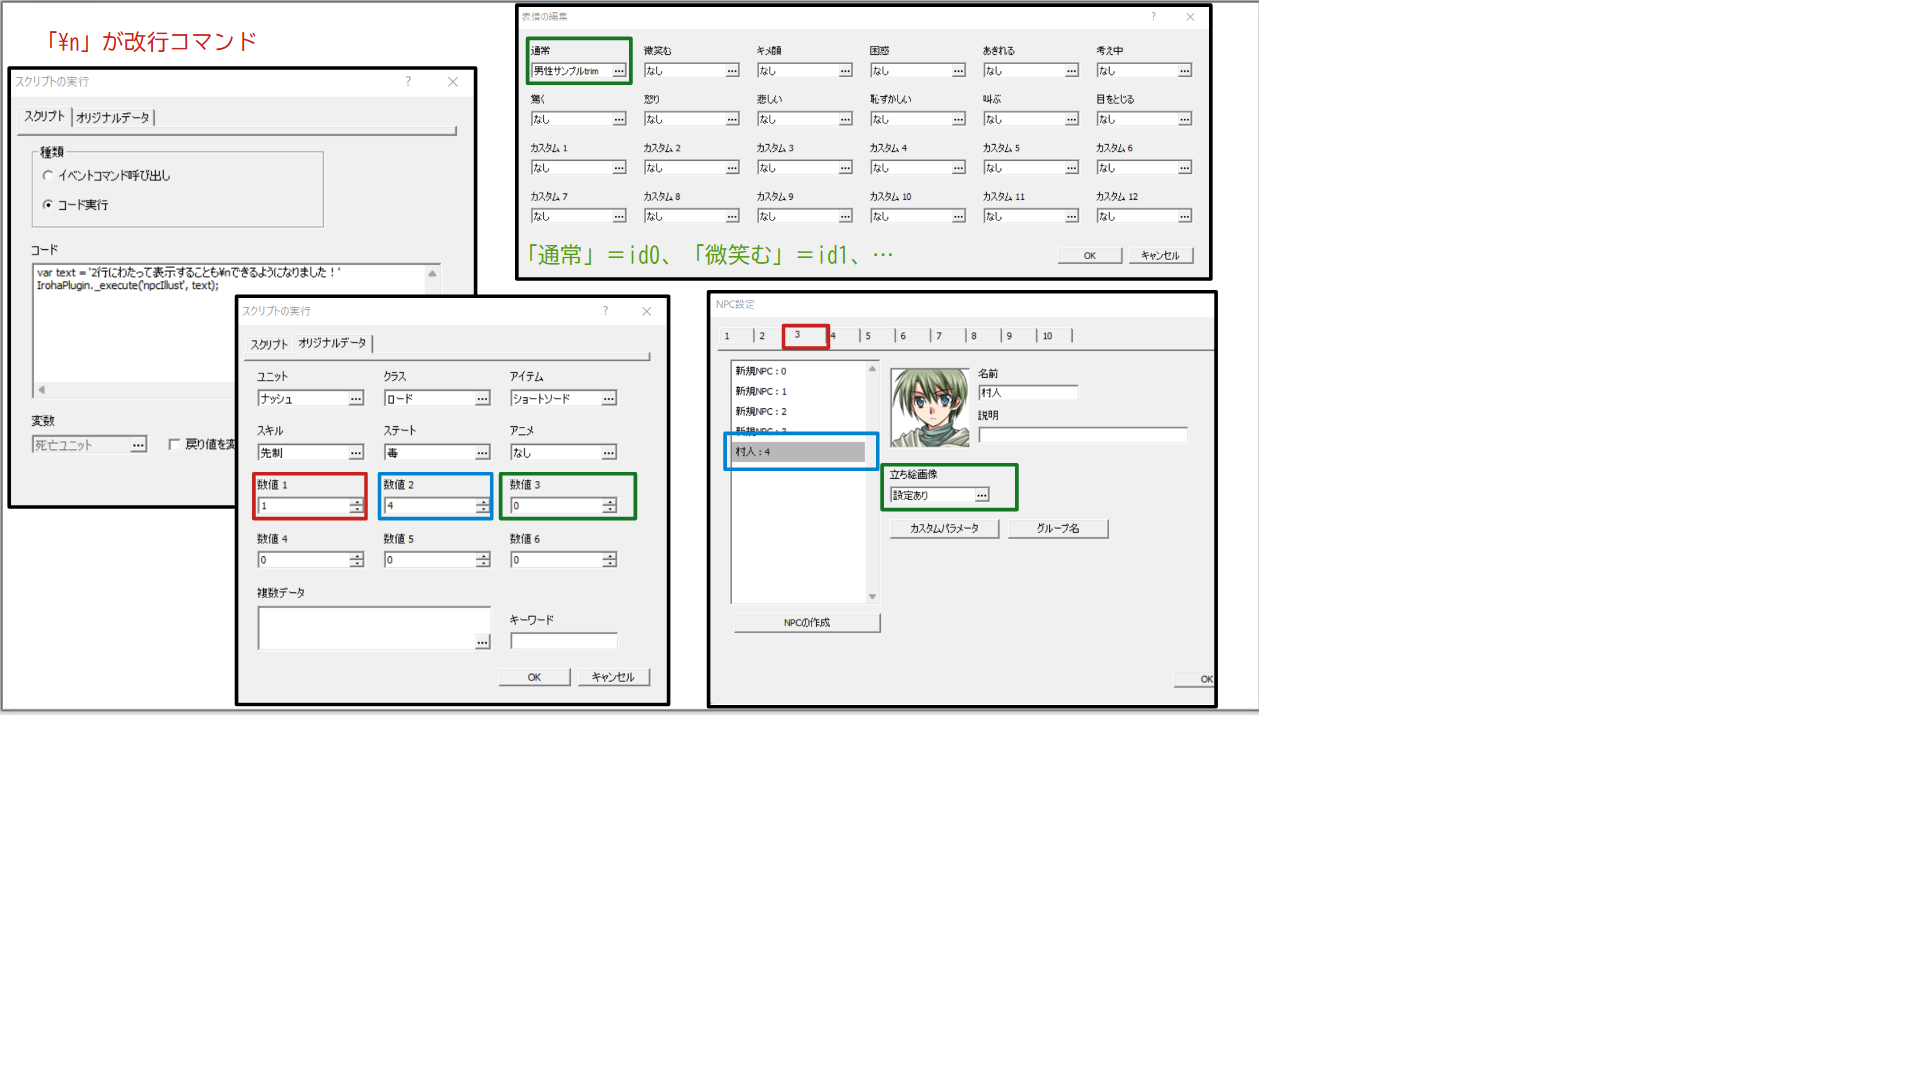 「¥n」が改行コマンド
スクリプトの実行
スクリプト オリジナルデータ
種類
イベントコマンド呼び出し
コード実行
コード
var text = '2行にわたって表示することも¥nできるようになりました！'
IrohaPlugin._execute('npcIllust', text);
変数
死亡ユニット ... 戻り値を変
スクリプトの実行
スクリプト オリジナルデータ
ユニット クラス アイテム
ナッシュ ... ロード ... ショートソード ...
スキル ステート アニメ
先制 ... 毒 ... なし ...
数値 1 数値 2 数値 3
1 4 0
数値 4 数値 5 数値 6
0 0 0
複数データ
...
キーワード
OK キャンセル
表情の編集
通常 微笑む キメ顔 困惑 あきれる 考え中
男性サンプルtrim ... なし ... なし ... なし ... なし ... なし ...
驚く 怒り 悲しい 恥ずかしい 叫ぶ 目をとじる
なし ... なし ... なし ... なし ... なし ... なし ...
カスタム 1 カスタム 2 カスタム 3 カスタム 4 カスタム 5 カスタム 6
なし ... なし ... なし ... なし ... なし ... なし ...
カスタム 7 カスタム 8 カスタム 9 カスタム 10 カスタム 11 カスタム 12
なし ... なし ... なし ... なし ... なし ... なし ...
「通常」＝id0、「微笑む」＝id1、…
OK キャンセル
NPC設定
1 2 3 4 5 6 7 8 9 10
新規NPC : 0
新規NPC : 1
新規NPC : 2
新規NPC : 3
村人 : 4
NPCの作成
名前
村人
説明
立ち絵画像
設定あり ...
カスタムパラメータ グループ名
OK